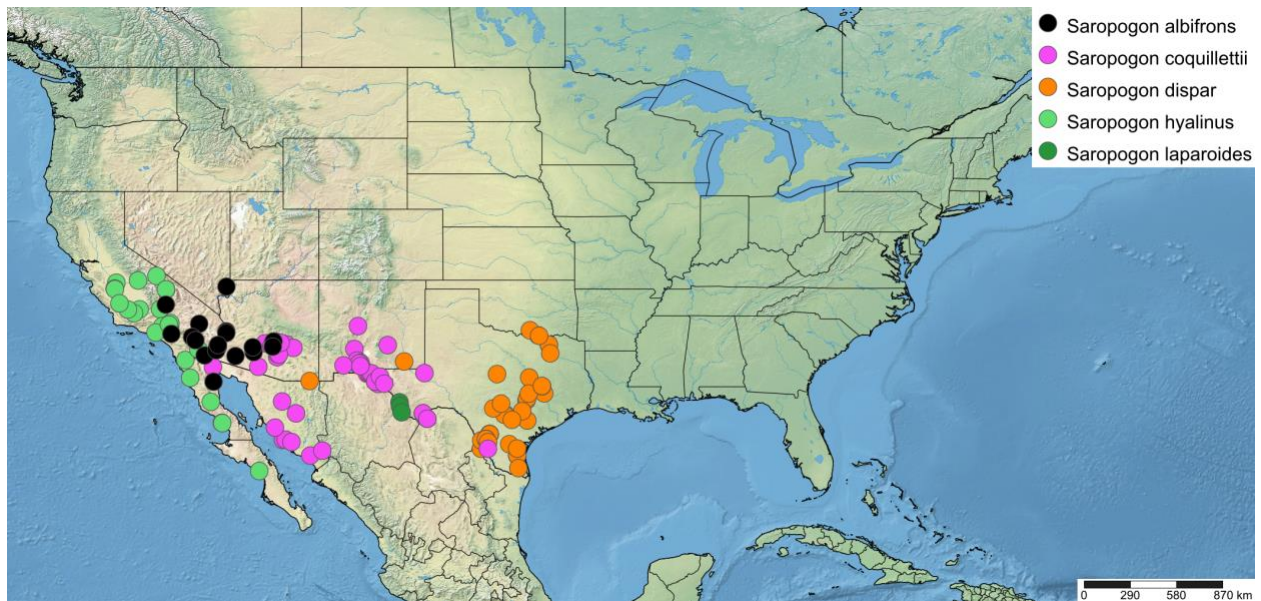 Saropogon albifrons
Saropogon coquillettii
Saropogon dispar
Saropogon hyalinus
Saropogon laparoides
0 290 580 870 km